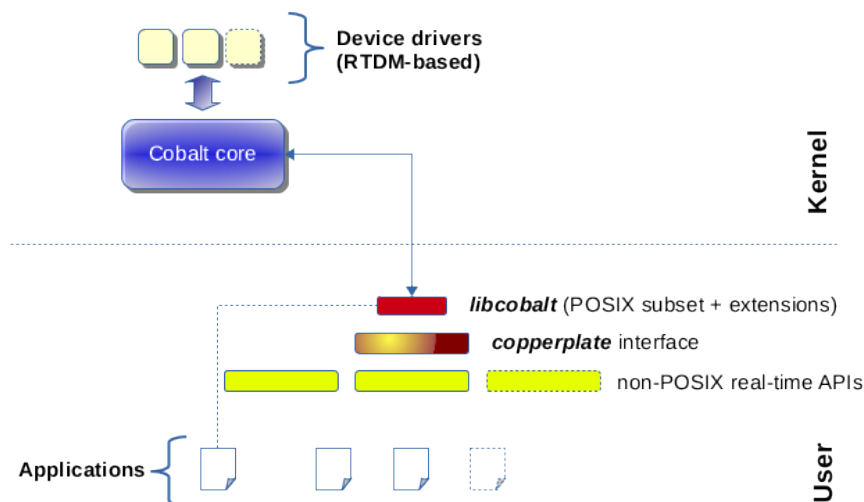 Device drivers
(RTDM-based)
Cobalt core
Kernel
libcobalt (POSIX subset + extensions)
copperplate interface
non-POSIX real-time APIs
Applications
User